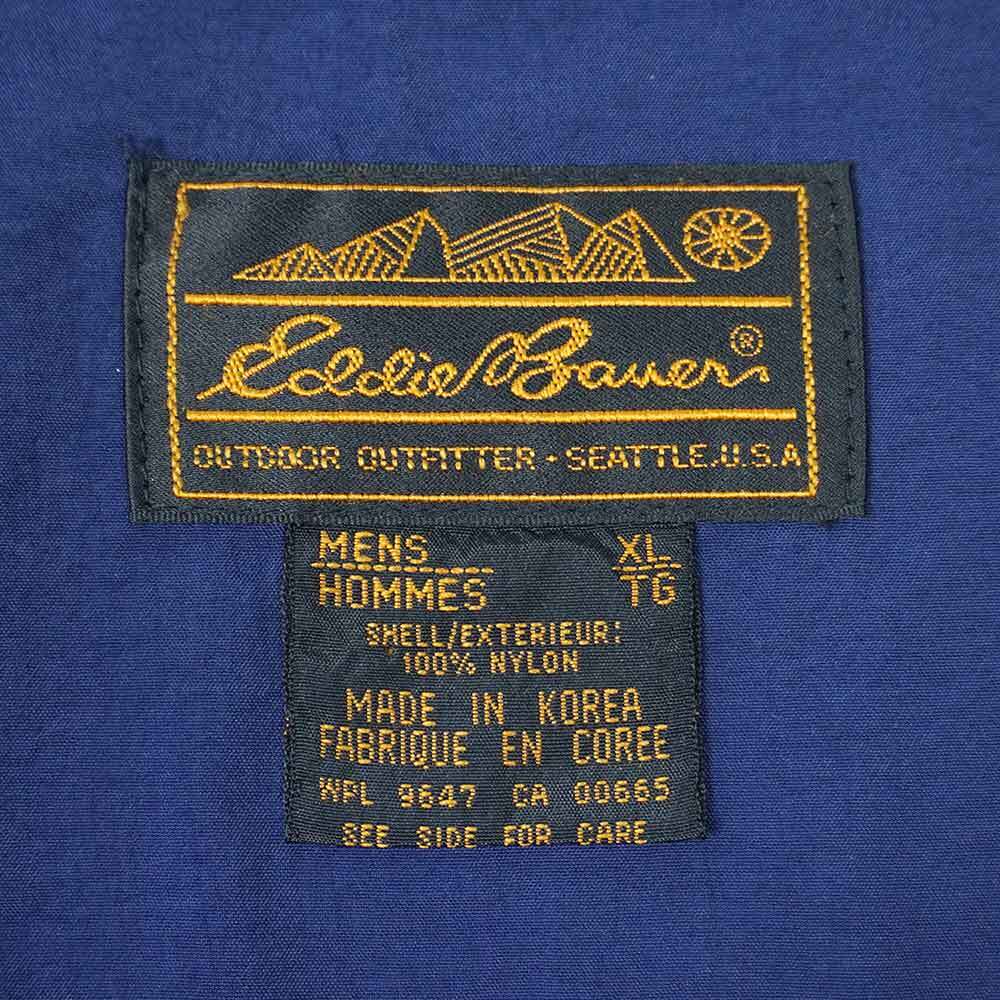 Eddie Bauer®
OUTDOOR OUTFITTER • SEATTLE, U.S.A
MENS XL
HOMMES TG
SHELL/EXTERIEUR:
100% NYLON
MADE IN KOREA
FABRIQUE EN COREE
WPL 9647 CA 00665
SEE SIDE FOR CARE